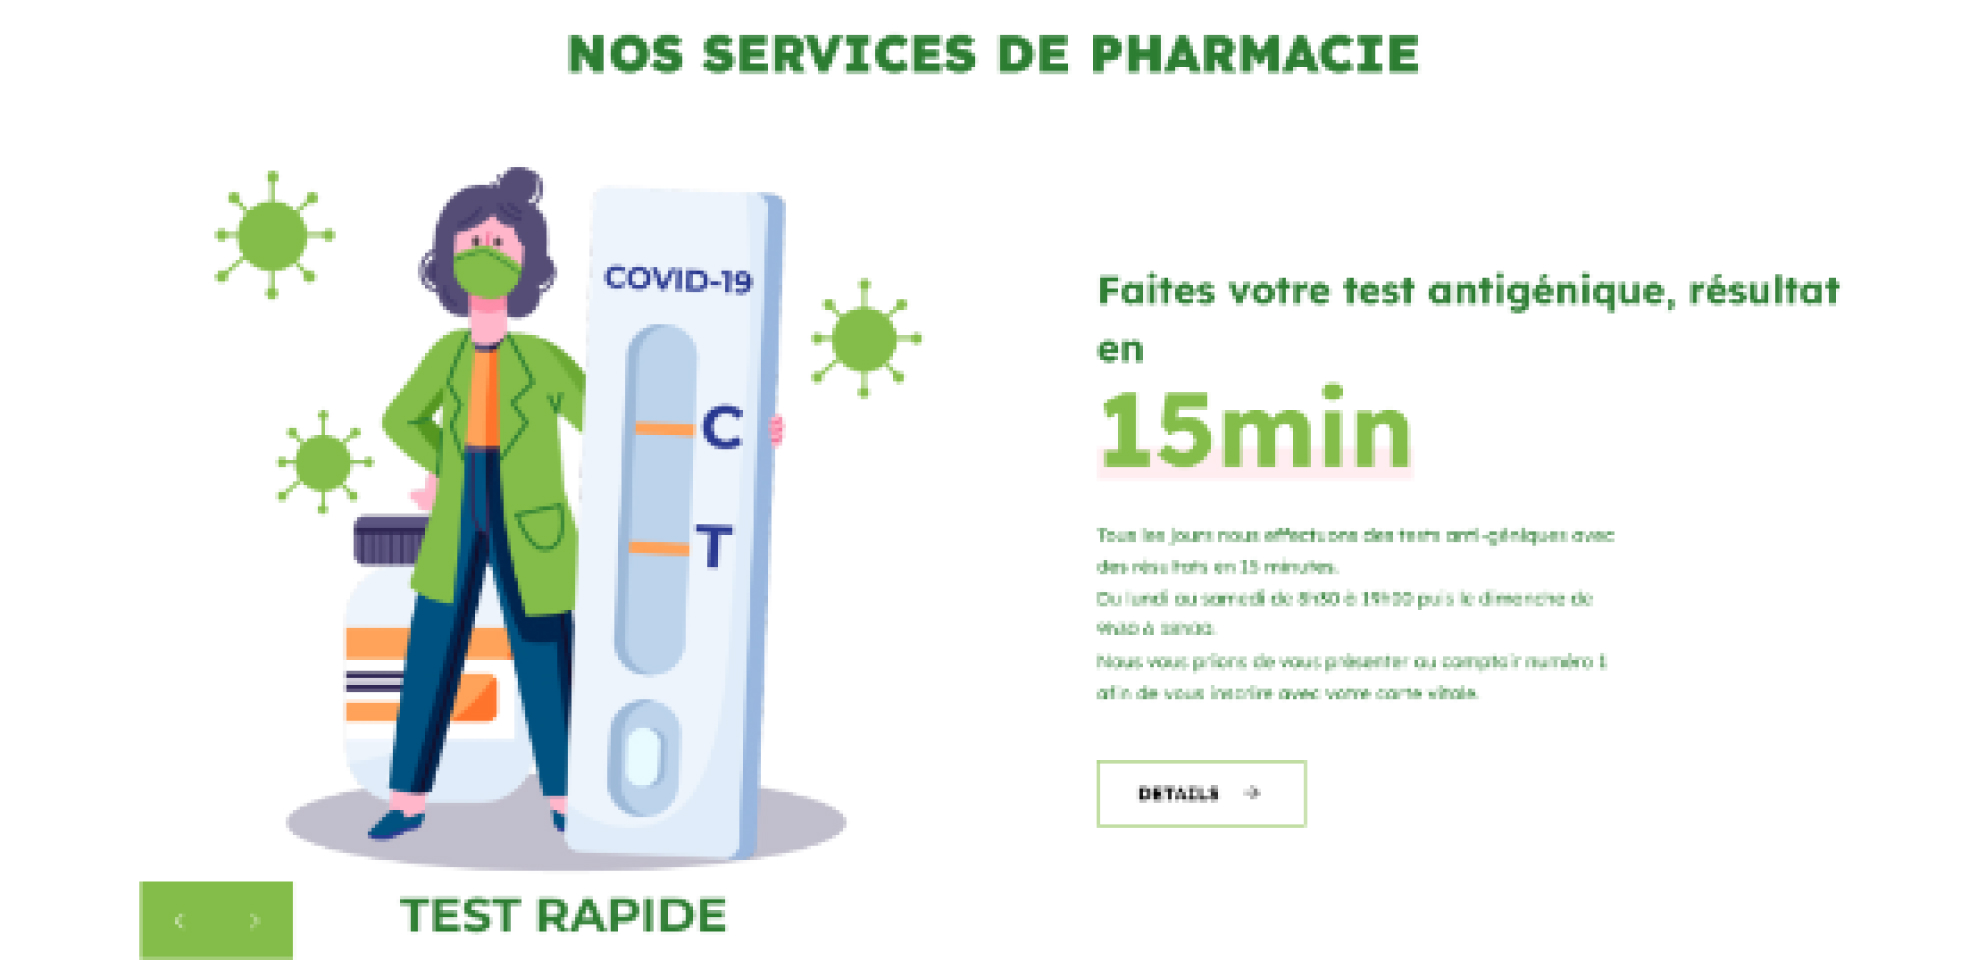 NOS SERVICES DE PHARMACIE
COVID-19
C
T
TEST RAPIDE
Faites votre test antigénique, résultat
en
15min
Tous les jours nous effectuons des tests anti-géniques avec
des résultats en 15 minutes.
Du lundi au samedi de 8h30 à puis le dimanche de
à
Nous vous prions de vous présenter au comptoir numéro 1
afin de vous inscrire avec votre carte vitale.
DETAILS